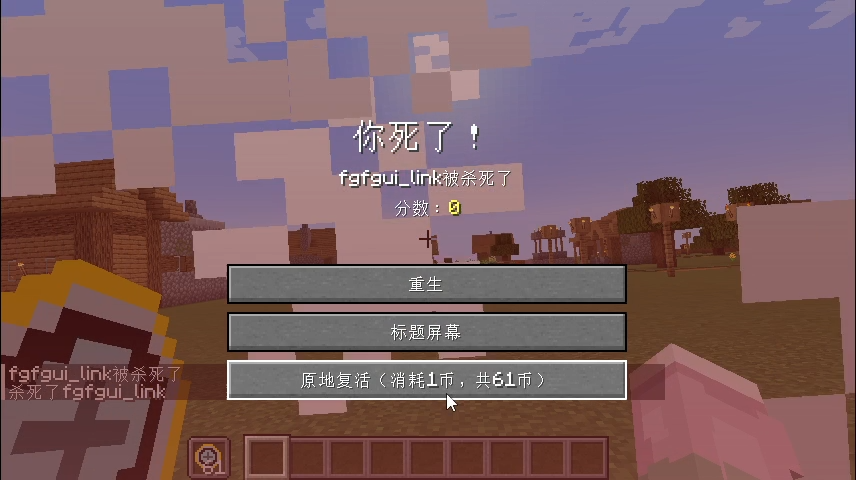 你死了！
fgfgui_link被杀死了
分数：0
重生
标题屏幕
原地复活（消耗1币，共61币）
fgfgui_link被杀死了
杀死了fgfgui_link